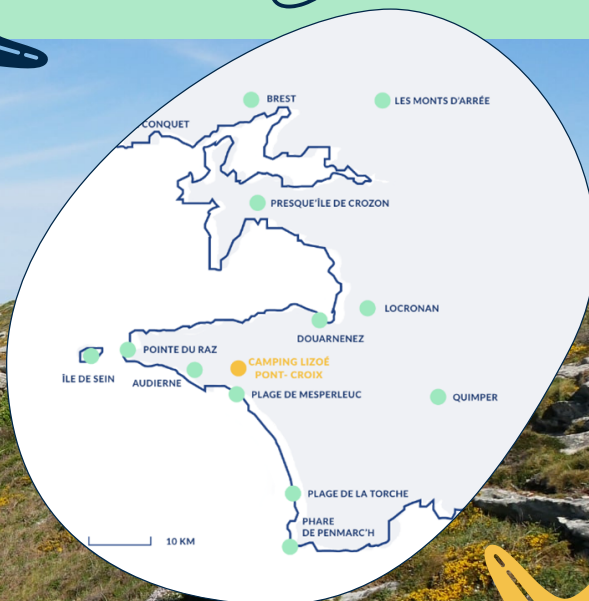 BREST
LES MONTS D'ARRÉE
CONQUET
PRESQU'ÎLE DE CROZON
LOCRONAN
DOUARNENEZ
POINTE DU RAZ
CAMPING LIZOÉ
PONT- CROIX
ÎLE DE SEIN
AUDIERNE
PLAGE DE MESPERLEUC
QUIMPER
PLAGE DE LA TORCHE
PHARE
DE PENMARC'H
10 KM